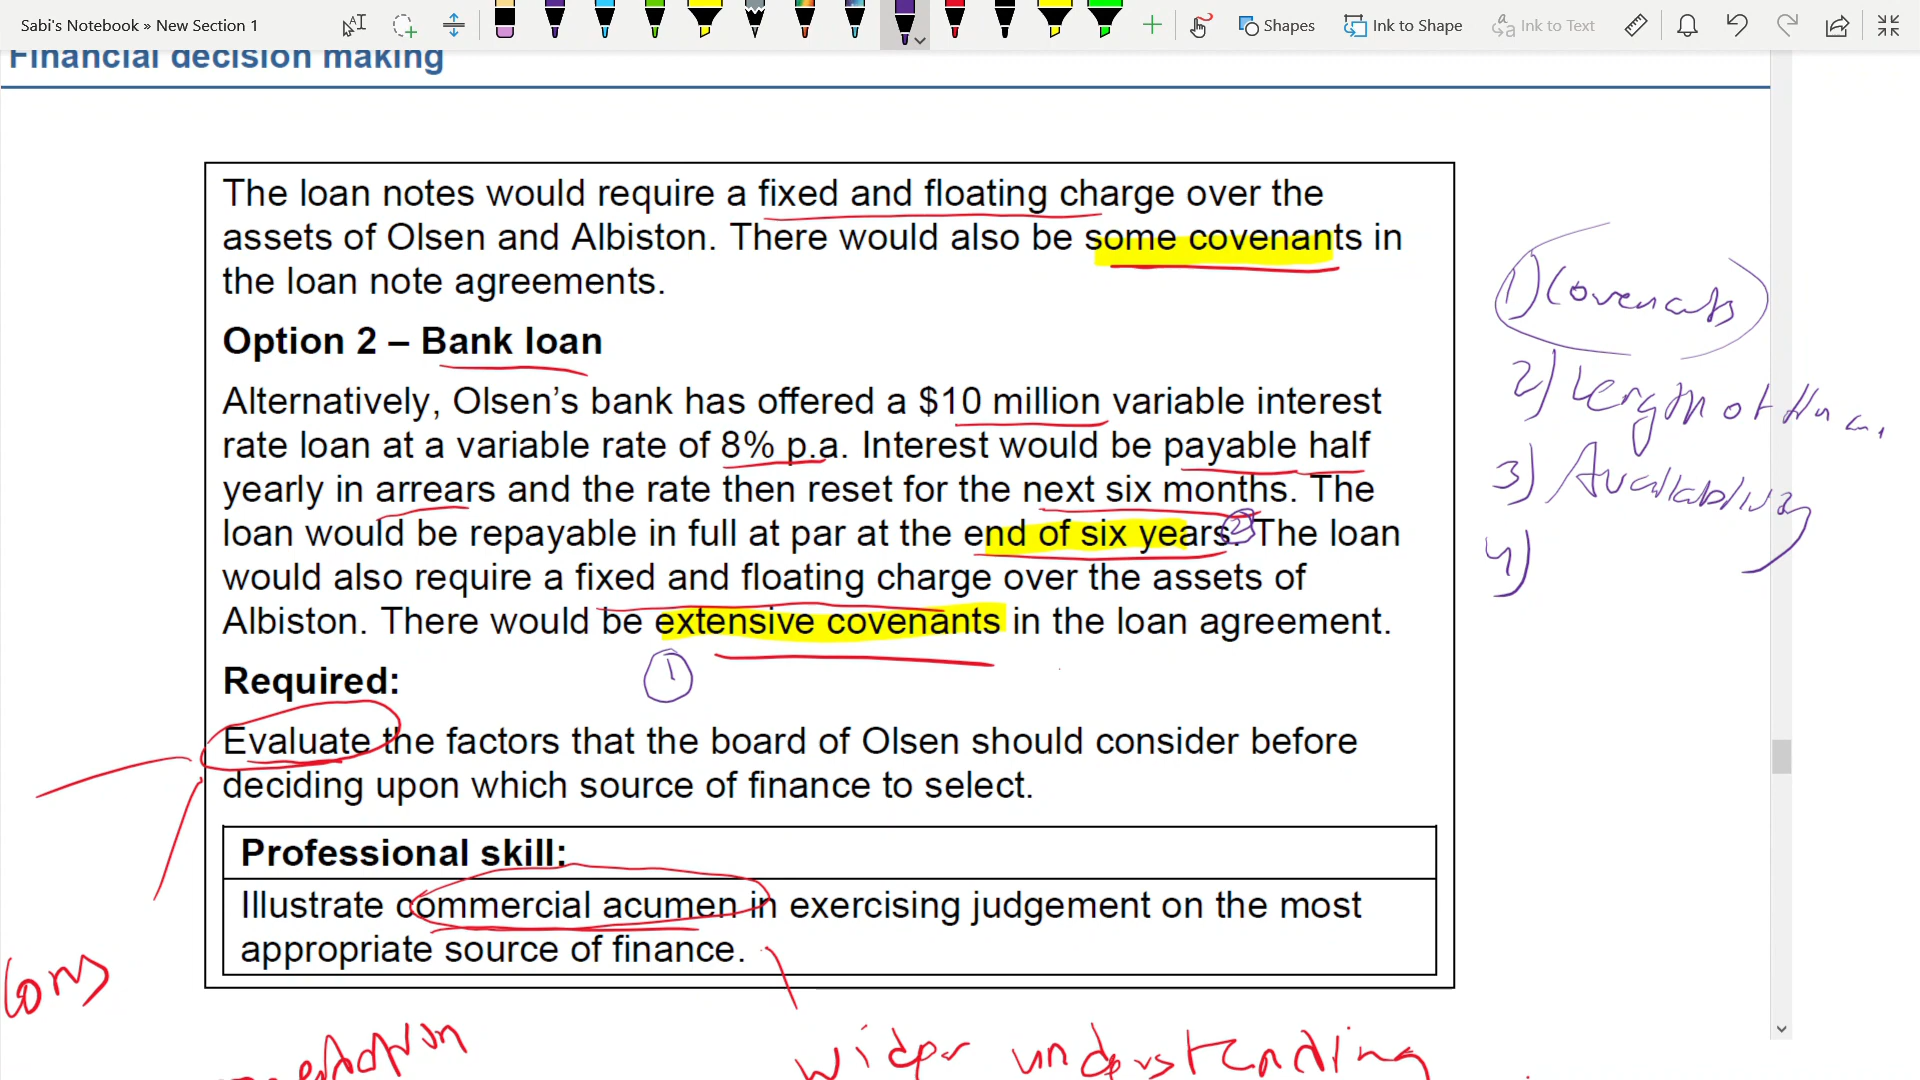 Sabi's Notebook » New Section 1
Shapes
Ink to Shape
Ink to Text
Financial decision making
The loan notes would require a fixed and floating charge over the
assets of Olsen and Albiston. There would also be some covenants in
the loan note agreements.
Option 2 – Bank loan
Alternatively, Olsen's bank has offered a $10 million variable interest
rate loan at a variable rate of 8% p.a. Interest would be payable half
yearly in arrears and the rate then reset for the next six months. The
loan would be repayable in full at par at the end of six years. The loan
would also require a fixed and floating charge over the assets of
Albiston. There would be extensive covenants in the loan agreement.
Required:
Evaluate the factors that the board of Olsen should consider before
deciding upon which source of finance to select.
Professional skill:
Illustrate commercial acumen in exercising judgement on the most
appropriate source of finance.
1) Covenants
2) Length of
3) Availability
4)
2
1
Cons
wider understanding